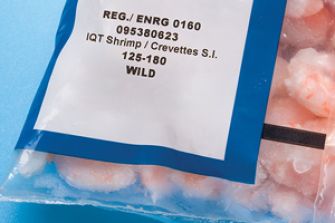 REG./ ENRG 0160
095380623
IQT Shrimp / Crevettes S.I.
125-180
WILD